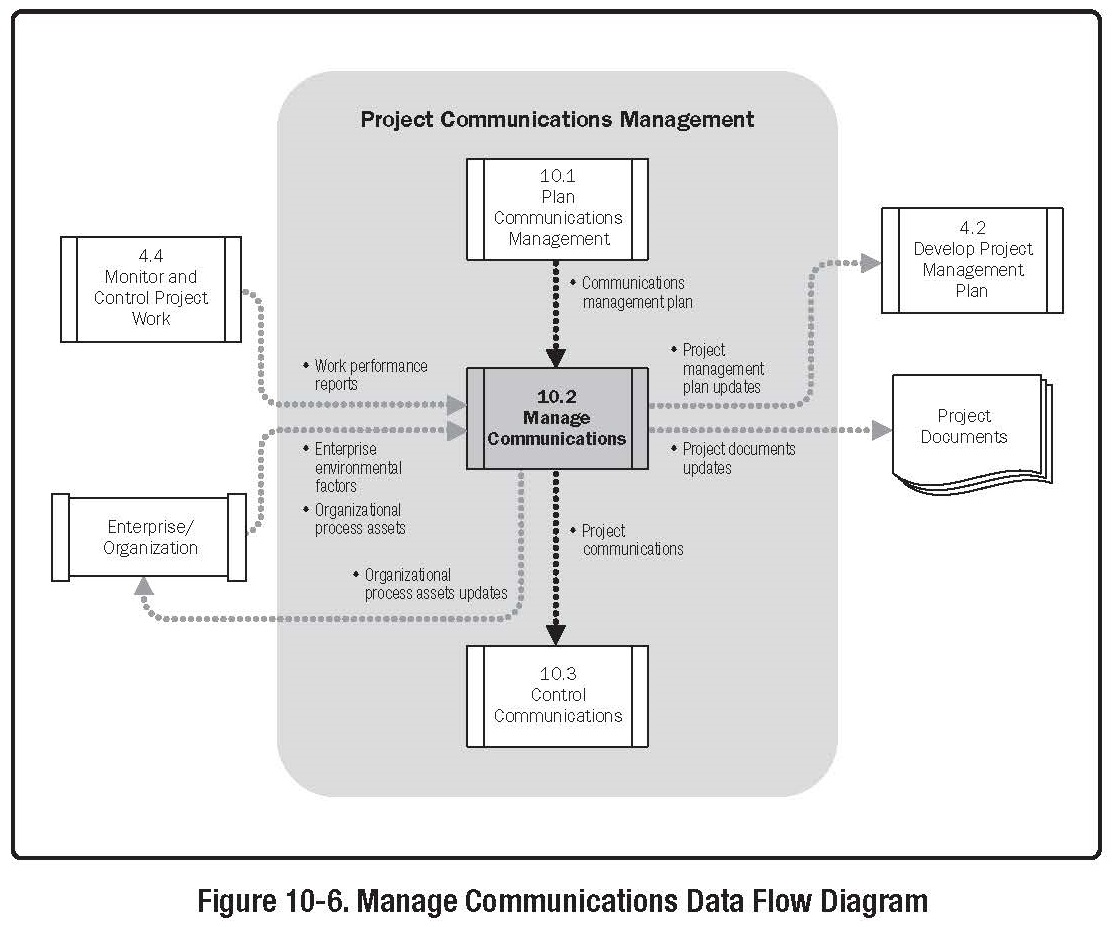 Project Communications Management
10.1
Plan
Communications
Management
4.2
Develop Project
Management
Plan
4.4
Monitor and
Control Project
Work
• Communications
management plan
• Work performance
reports
• Project
management
plan updates
10.2
Manage
Communications
Project
Documents
• Enterprise
environmental
factors
• Organizational
process assets
• Project documents
updates
Enterprise/
Organization
• Project
communications
• Organizational
process assets updates
10.3
Control
Communications
Figure 10-6. Manage Communications Data Flow Diagram